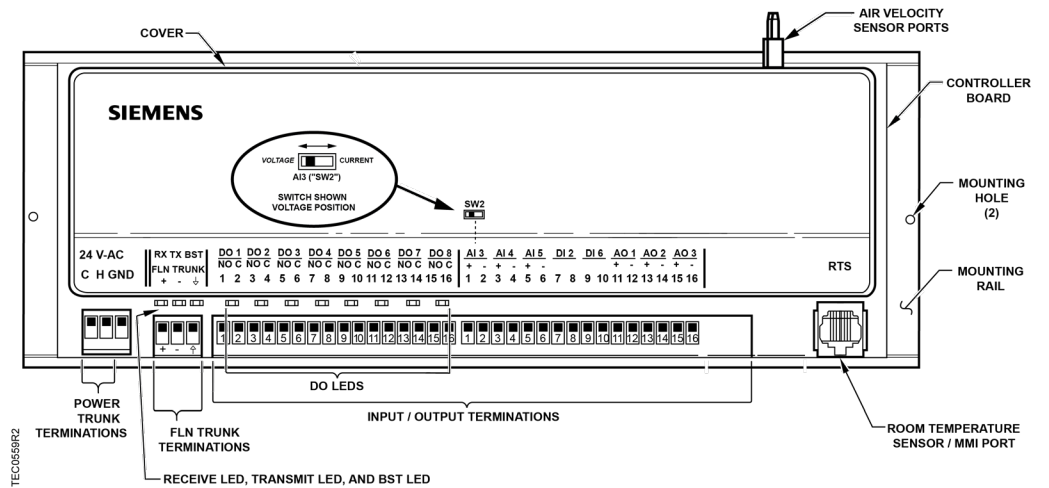 COVER
AIR VELOCITY
SENSOR PORTS
CONTROLLER
BOARD
SIEMENS
VOLTAGE CURRENT
AI3 ("SW2")
SWITCH SHOWN
VOLTAGE POSITION
SW2
MOUNTING
HOLE
(2)
24 V-AC
C H GND
RX TX BST
FLN TRUNK
+ -
DO 1 DO 2 DO 3 DO 4 DO 5 DO 6 DO 7 DO 8 AI 3 AI 4 AI 5 DI 2 DI 6 AO 1 AO 2 AO 3
NO C NO C NO C NO C NO C NO C NO C NO C + - + - + - + - + - + -
1 2 3 4 5 6 7 8 9 10 11 12 13 14 15 16 1 2 3 4 5 6 7 8 9 10 11 12 13 14 15 16
RTS
MOUNTING
RAIL
+ -
1 2 3 4 5 6 7 8 9 10 11 12 13 14 15 16 1 2 3 4 5 6 7 8 9 10 11 12 13 14 15 16
DO LEDS
INPUT / OUTPUT TERMINATIONS
POWER
TRUNK
TERMINATIONS
FLN TRUNK
TERMINATIONS
ROOM TEMPERATURE
SENSOR / MMI PORT
RECEIVE LED, TRANSMIT LED, AND BST LED
TEC0559R2